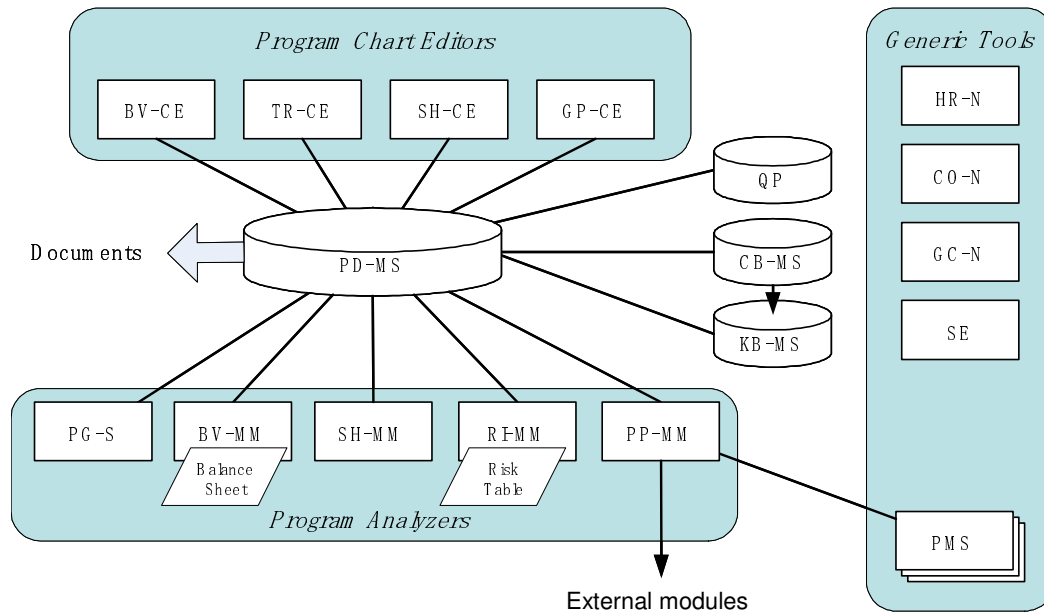 Program Chart Editors
BV-CE
TR-CE
SH-CE
GP-CE
Generic Tools
HR-N
CO-N
GC-N
SE
PMS
QP
CB-MS
KB-MS
Documents
PD-MS
PG-S
BV-MM
SH-MM
RI-MM
PP-MM
Balance
Sheet
Risk
Table
Program Analyzers
External modules